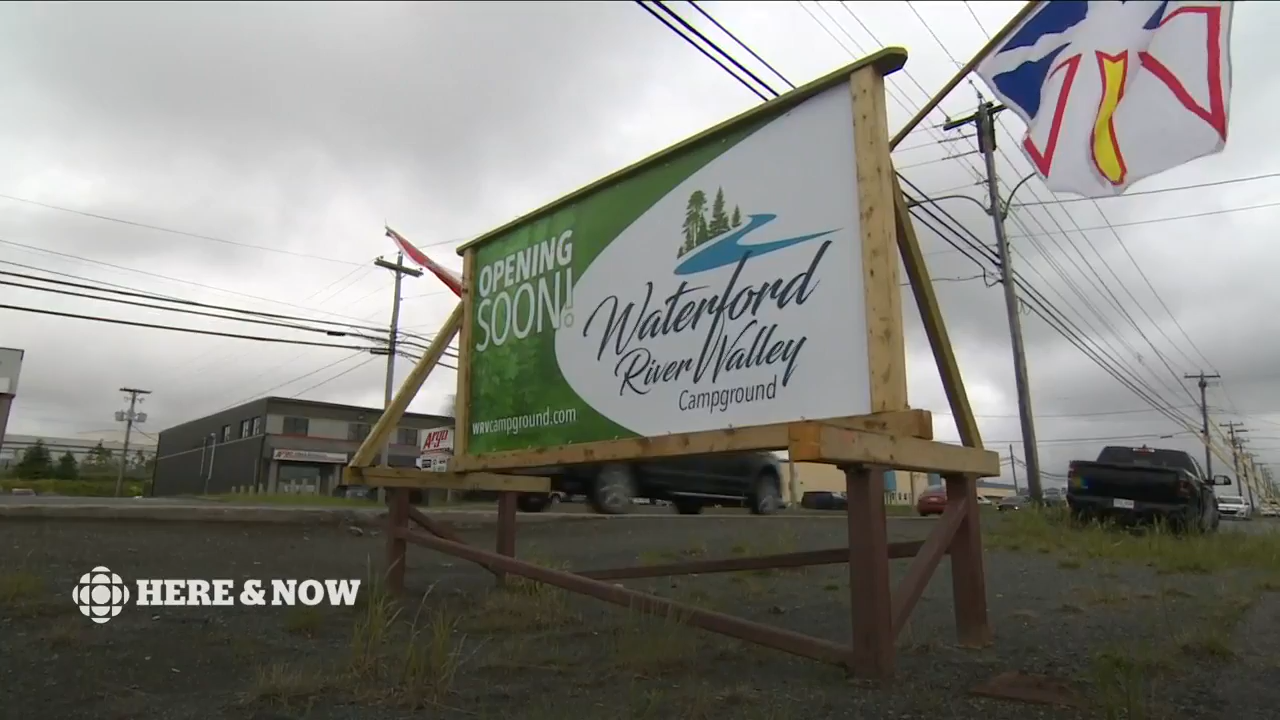 OPENING
SOON!
Waterford
River Valley
Campground
wrvcampground.com
Argo
HERE & NOW